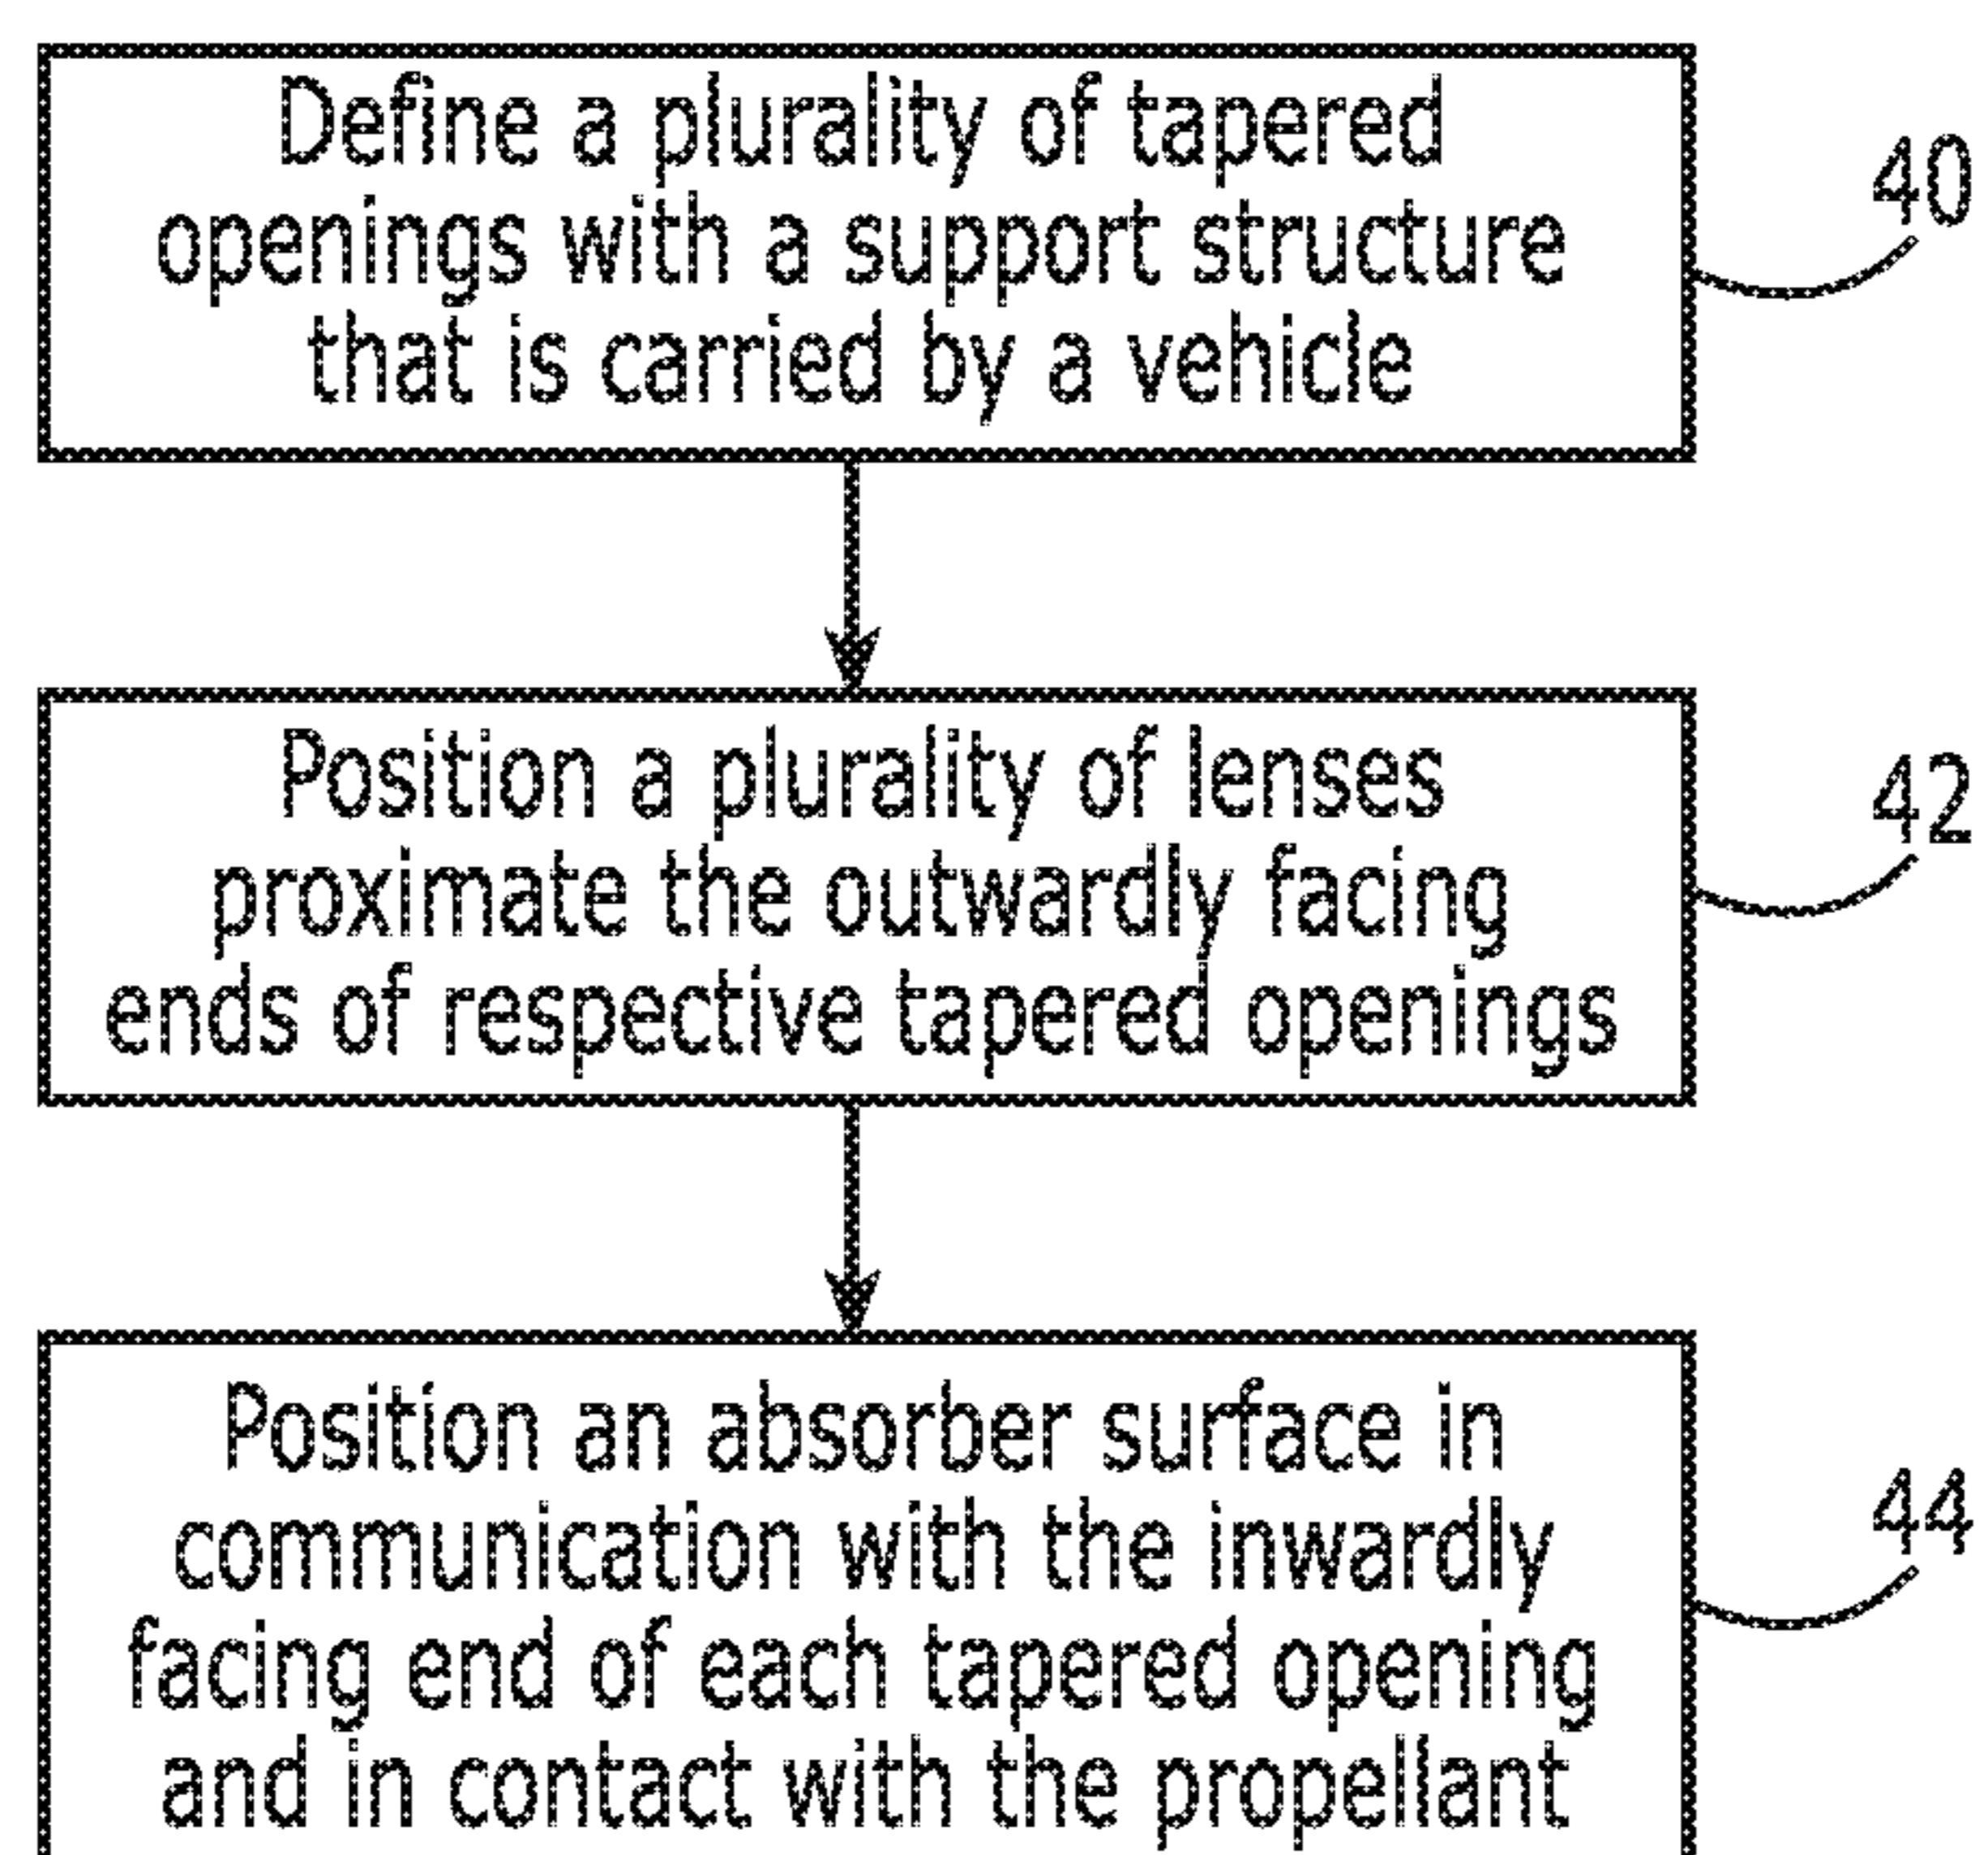 Define a plurality of tapered
openings with a support structure
that is carried by a vehicle
40
Position a plurality of lenses
proximate the outwardly facing
ends of respective tapered openings
42
Position an absorber surface in
communication with the inwardly
facing end of each tapered opening
and in contact with the propellant
44